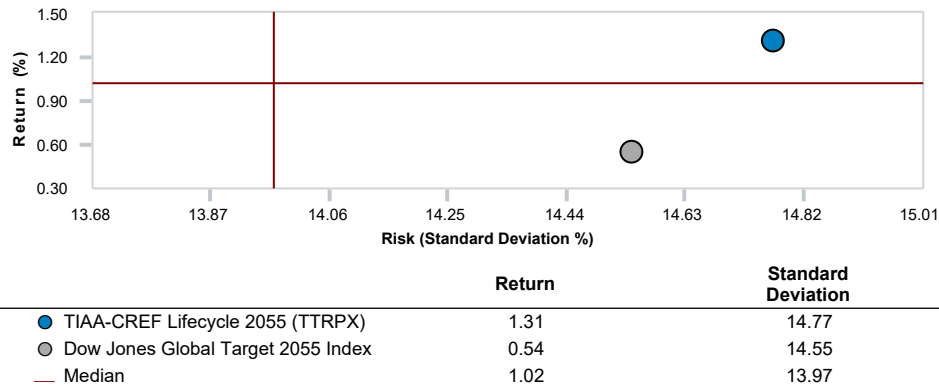 1.50
1.20
0.90
0.60
0.30
Return (%)
13.68 13.87 14.06 14.25 14.44 14.63 14.82 15.01
Risk (Standard Deviation %)
Return Standard Deviation
TIAA-CREF Lifecycle 2055 (TTRPX) 1.31 14.77
Dow Jones Global Target 2055 Index 0.54 14.55
Median 1.02 13.97